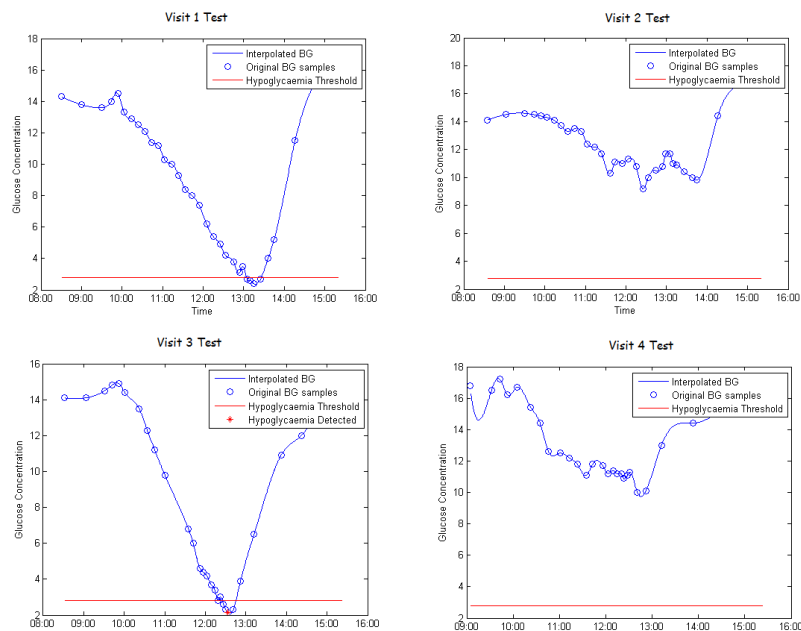 Visit 1 Test
18
16
14
12
10
8
6
4
2
Glucose Concentration
Interpolated BG
Original BG samples
Hypoglycaemia Threshold
08:00 09:00 10:00 11:00 12:00 13:00 14:00 15:00 16:00
Time
Visit 2 Test
20
18
16
14
12
10
8
6
4
2
Glucose Concentration
Interpolated BG
Original BG samples
Hypoglycaemia Threshold
08:00 09:00 10:00 11:00 12:00 13:00 14:00 15:00 16:00
Time
Visit 3 Test
16
14
12
10
8
6
4
2
Glucose Concentration
Interpolated BG
Original BG samples
Hypoglycaemia Threshold
Hypoglycaemia Detected
08:00 09:00 10:00 11:00 12:00 13:00 14:00 15:00 16:00
Visit 4 Test
18
16
14
12
10
8
6
4
2
Glucose Concentration
Interpolated BG
Original BG samples
Hypoglycaemia Threshold
09:00 10:00 11:00 12:00 13:00 14:00 15:00 16:00